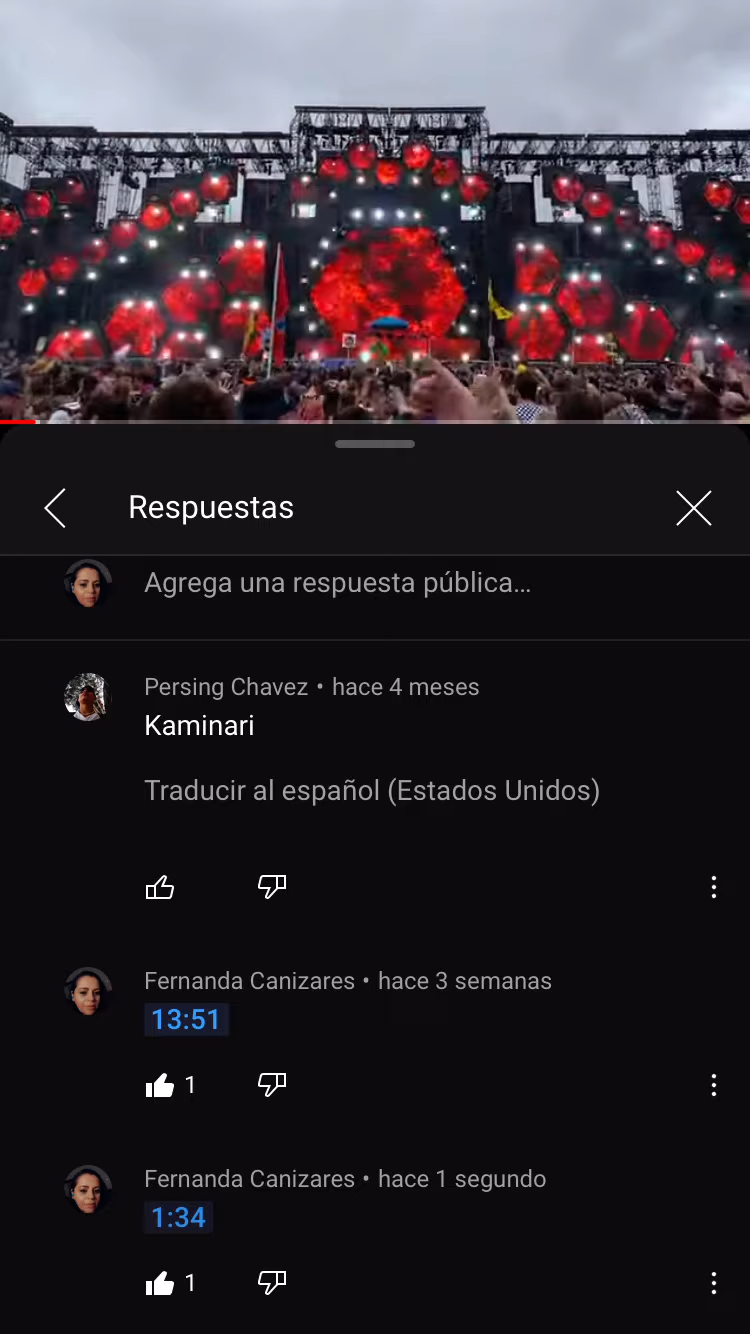 Respuestas
Agrega una respuesta pública...
Persing Chavez • hace 4 meses
Kaminari
Traducir al español (Estados Unidos)
Fernanda Canizares • hace 3 semanas
13:51
1
Fernanda Canizares • hace 1 segundo
1:34
1